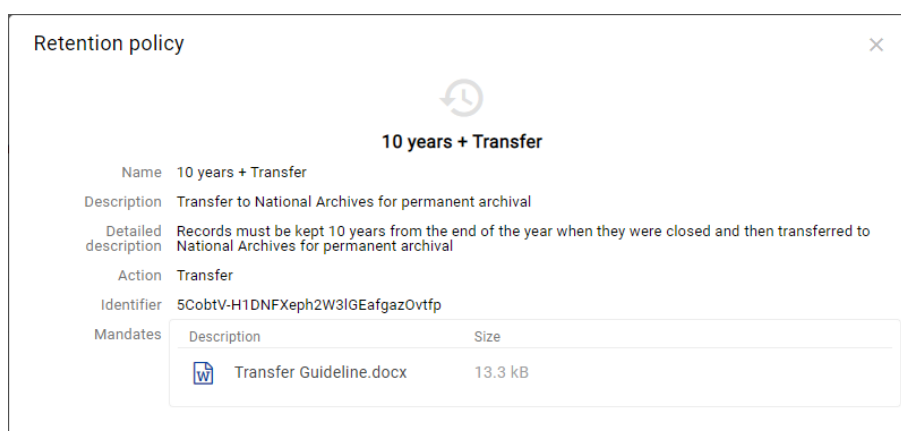 Retention policy
10 years + Transfer
Name 10 years + Transfer
Description Transfer to National Archives for permanent archival
Detailed description Records must be kept 10 years from the end of the year when they were closed and then transferred to
National Archives for permanent archival
Action Transfer
Identifier 5CobtV-H1DNFXeph2W3lGEafgazOvtfp
Mandates
Description Size
Transfer Guideline.docx 13.3 kB